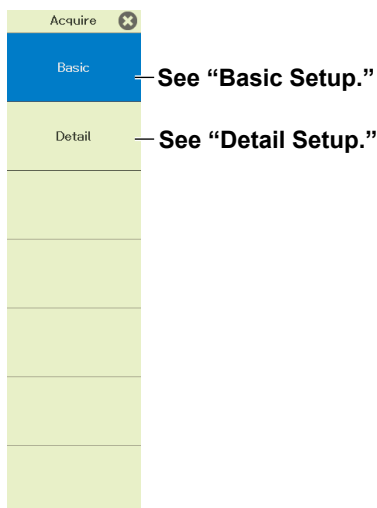 Acquire
Basic
See “Basic Setup.”
Detail
See “Detail Setup.”